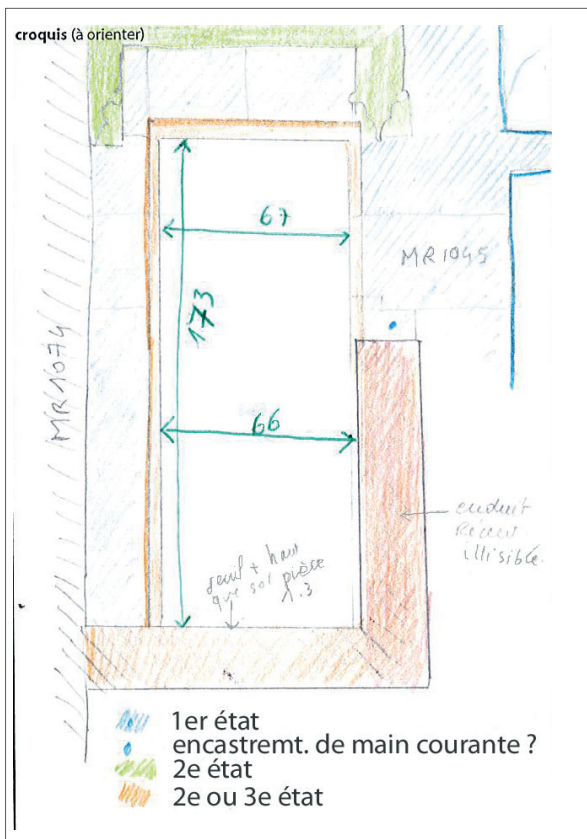 croquis (à orienter)
67
173
MR1045
MR1074
66
enduit
récent
illisible.
seuil + haut
que sol pièce
1.3
1er état
encastremt. de main courante ?
2e état
2e ou 3e état